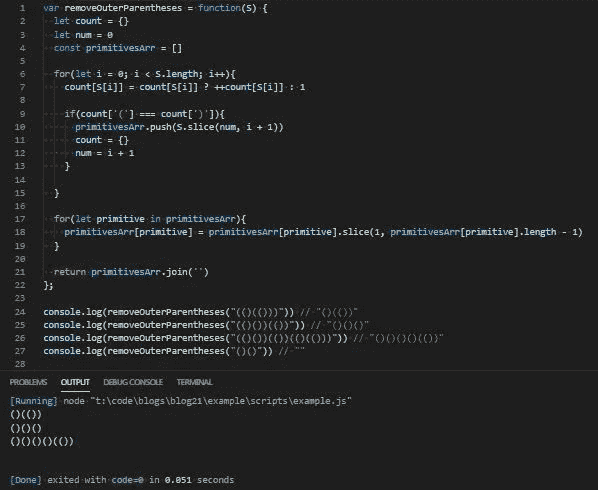 1 var removeOuterParentheses = function(S) {
2 let count = {}
3 let num = 0
4 const primitivesArr = []
5
6 for(let i = 0; i < S.length; i++){
7 count[S[i]] = count[S[i]] ? ++count[S[i]] : 1
8
9 if(count['('] === count[')']){
10 primitivesArr.push(S.slice(num, i + 1))
11 count = {}
12 num = i + 1
13 }
14
15 }
16
17 for(let primitive in primitivesArr){
18 primitivesArr[primitive] = primitivesArr[primitive].slice(1, primitivesArr[primitive].length - 1)
19 }
20
21 return primitivesArr.join('')
22 };
23
24 console.log(removeOuterParentheses("(()(()))")) // "()(())"
25 console.log(removeOuterParentheses("(()())(())")) // "()()()"
26 console.log(removeOuterParentheses("(()())(())(()(()))")) // "()()()()(())"
27 console.log(removeOuterParentheses("()()")) // ""
28
PROBLEMS OUTPUT DEBUG CONSOLE TERMINAL
[Running] node "t:\code\blogs\blog21\example\scripts\example.js"
()(())
()()()
()()()()(())
[Done] exited with code=0 in 0.051 seconds